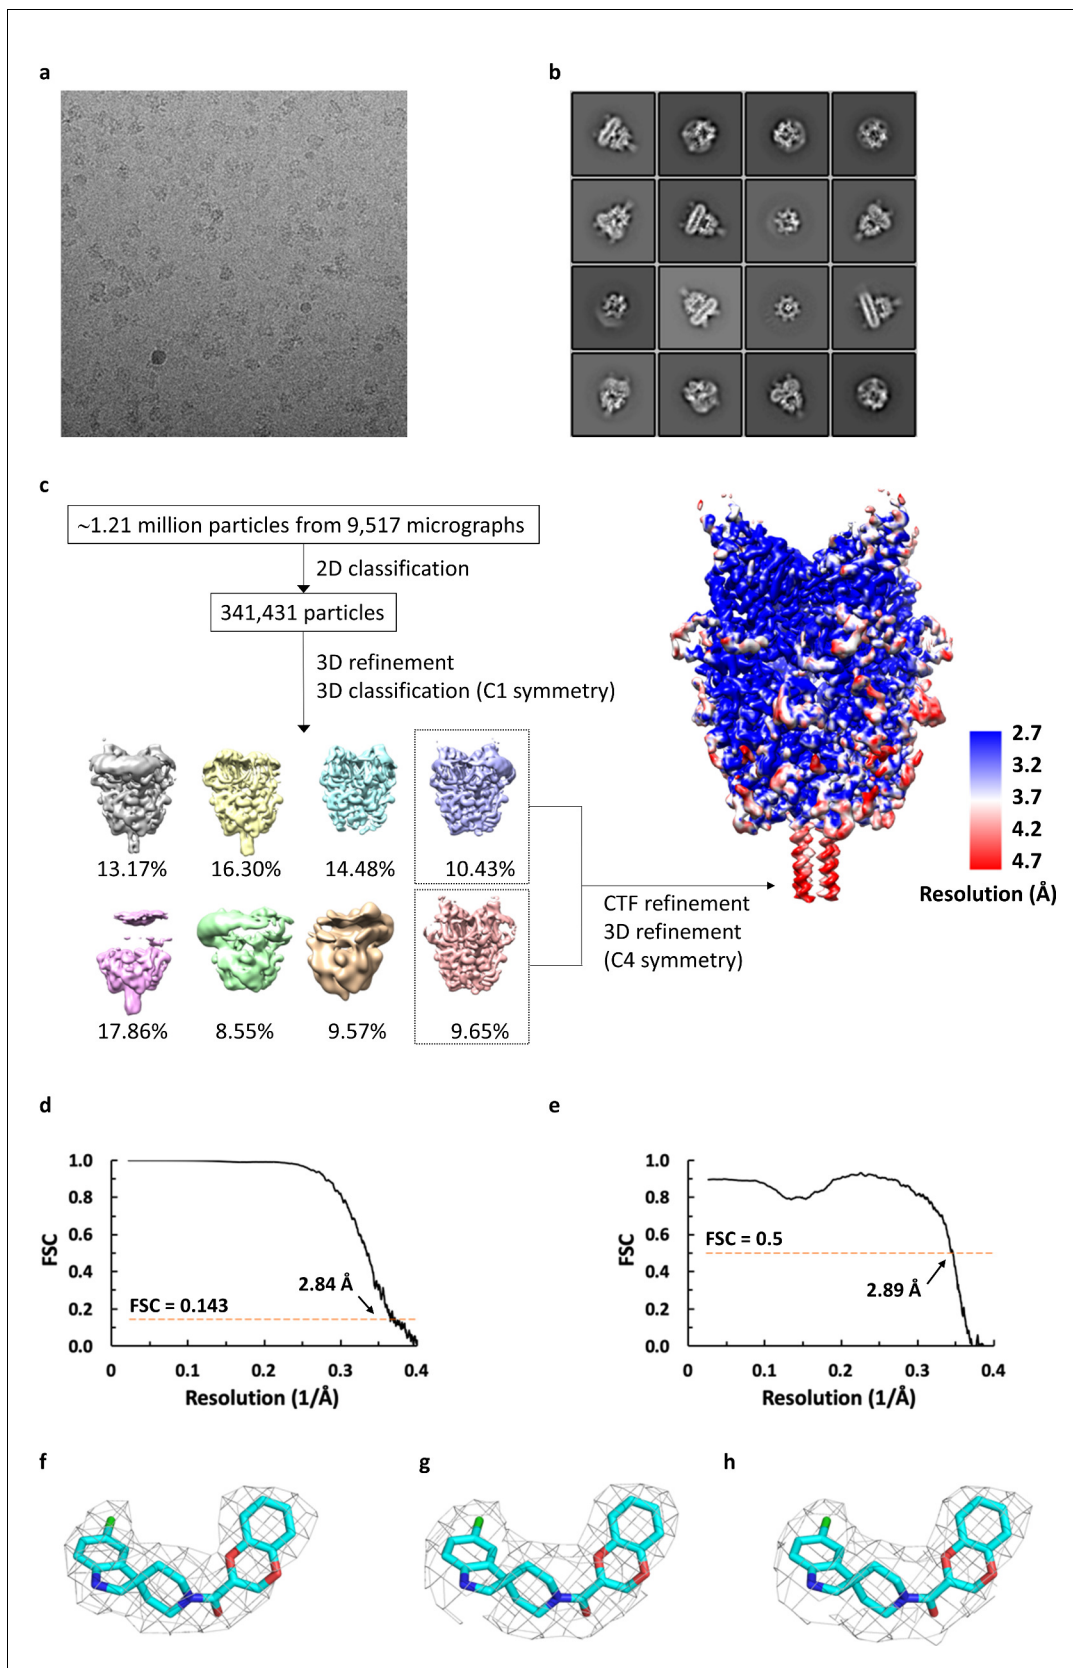 a
b
c
~1.21 million particles from 9,517 micrographs
2D classification
341,431 particles
3D refinement
3D classification (C1 symmetry)
13.17%
16.30%
14.48%
10.43%
17.86%
8.55%
9.57%
9.65%
CTF refinement
3D refinement
(C4 symmetry)
2.7
3.2
3.7
4.2
4.7
Resolution (Å)
d
1.0
0.8
0.6
0.4
0.2
0.0
FSC
2.84 Å
FSC = 0.143
0
0.1
0.2
0.3
0.4
Resolution (1/Å)
e
1.0
0.8
0.6
0.4
0.2
0.0
FSC
FSC = 0.5
2.89 Å
0
0.1
0.2
0.3
0.4
Resolution (1/Å)
f
g
h